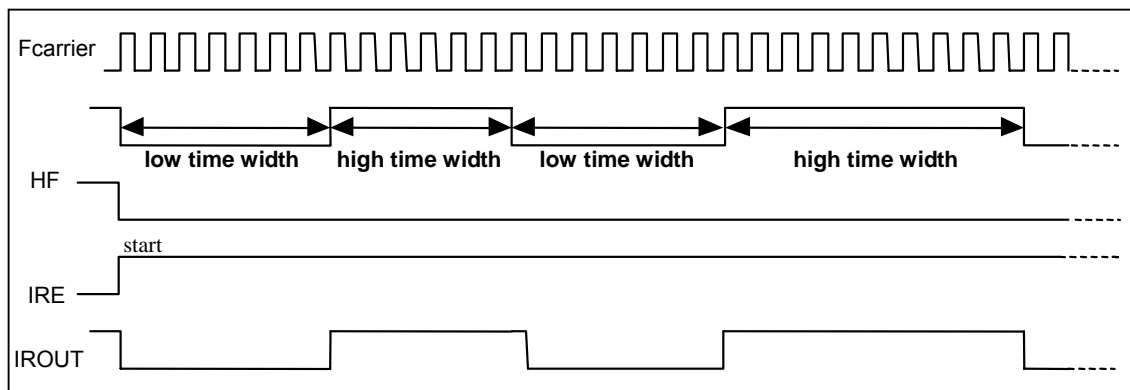 Fcarrier
low time width high time width low time width high time width
HF
start
IRE
IROUT